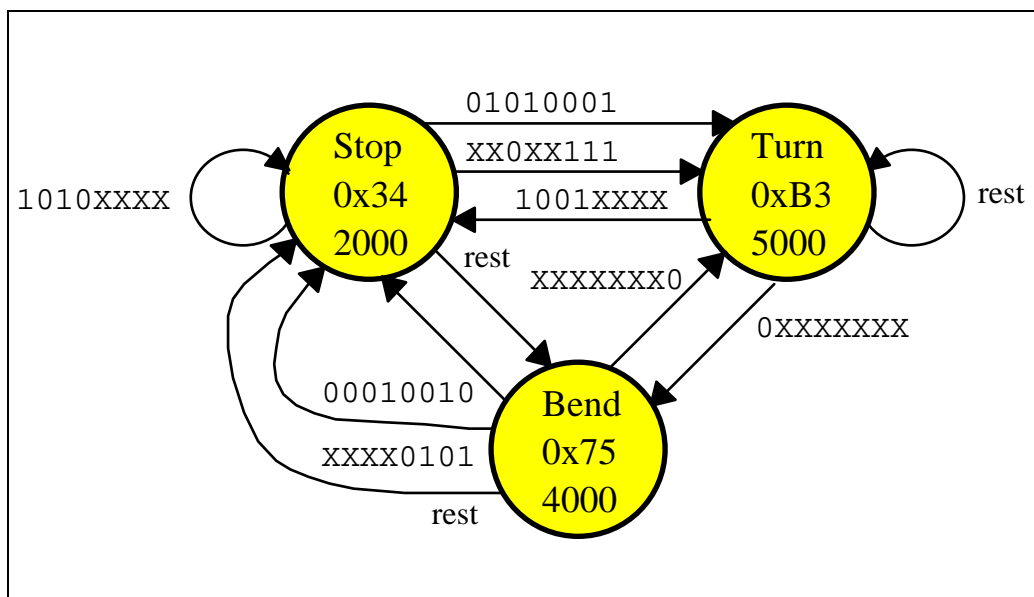 01010001
Stop
0x34
2000
XX0XX111
Turn
0xB3
5000
1010XXXX
1001XXXX
rest
rest
XXXXXXX0
0XXXXXXX
00010010
Bend
0x75
4000
XXXX0101
rest